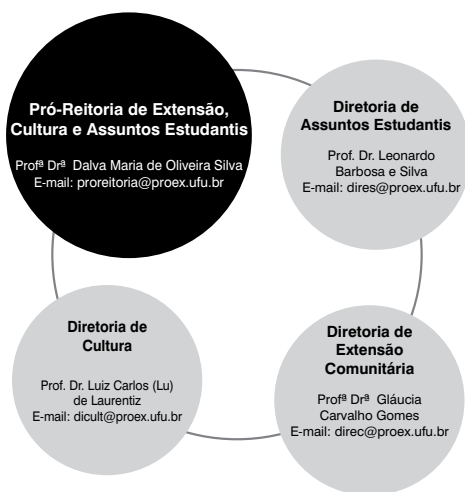 Pró-Reitoria de Extensão,
Cultura e Assuntos Estudantis
Profª Drª Dalva Maria de Oliveira Silva
E-mail: proreitoria@proex.ufu.br
Diretoria de
Assuntos Estudantis
Prof. Dr. Leonardo
Barbosa e Silva
E-mail: dires@proex.ufu.br
Diretoria de
Cultura
Prof. Dr. Luiz Carlos (Lu)
de Laurentiz
E-mail: dicult@proex.ufu.br
Diretoria de
Extensão
Comunitária
Profª Drª Gláucia
Carvalho Gomes
E-mail: direc@proex.ufu.br